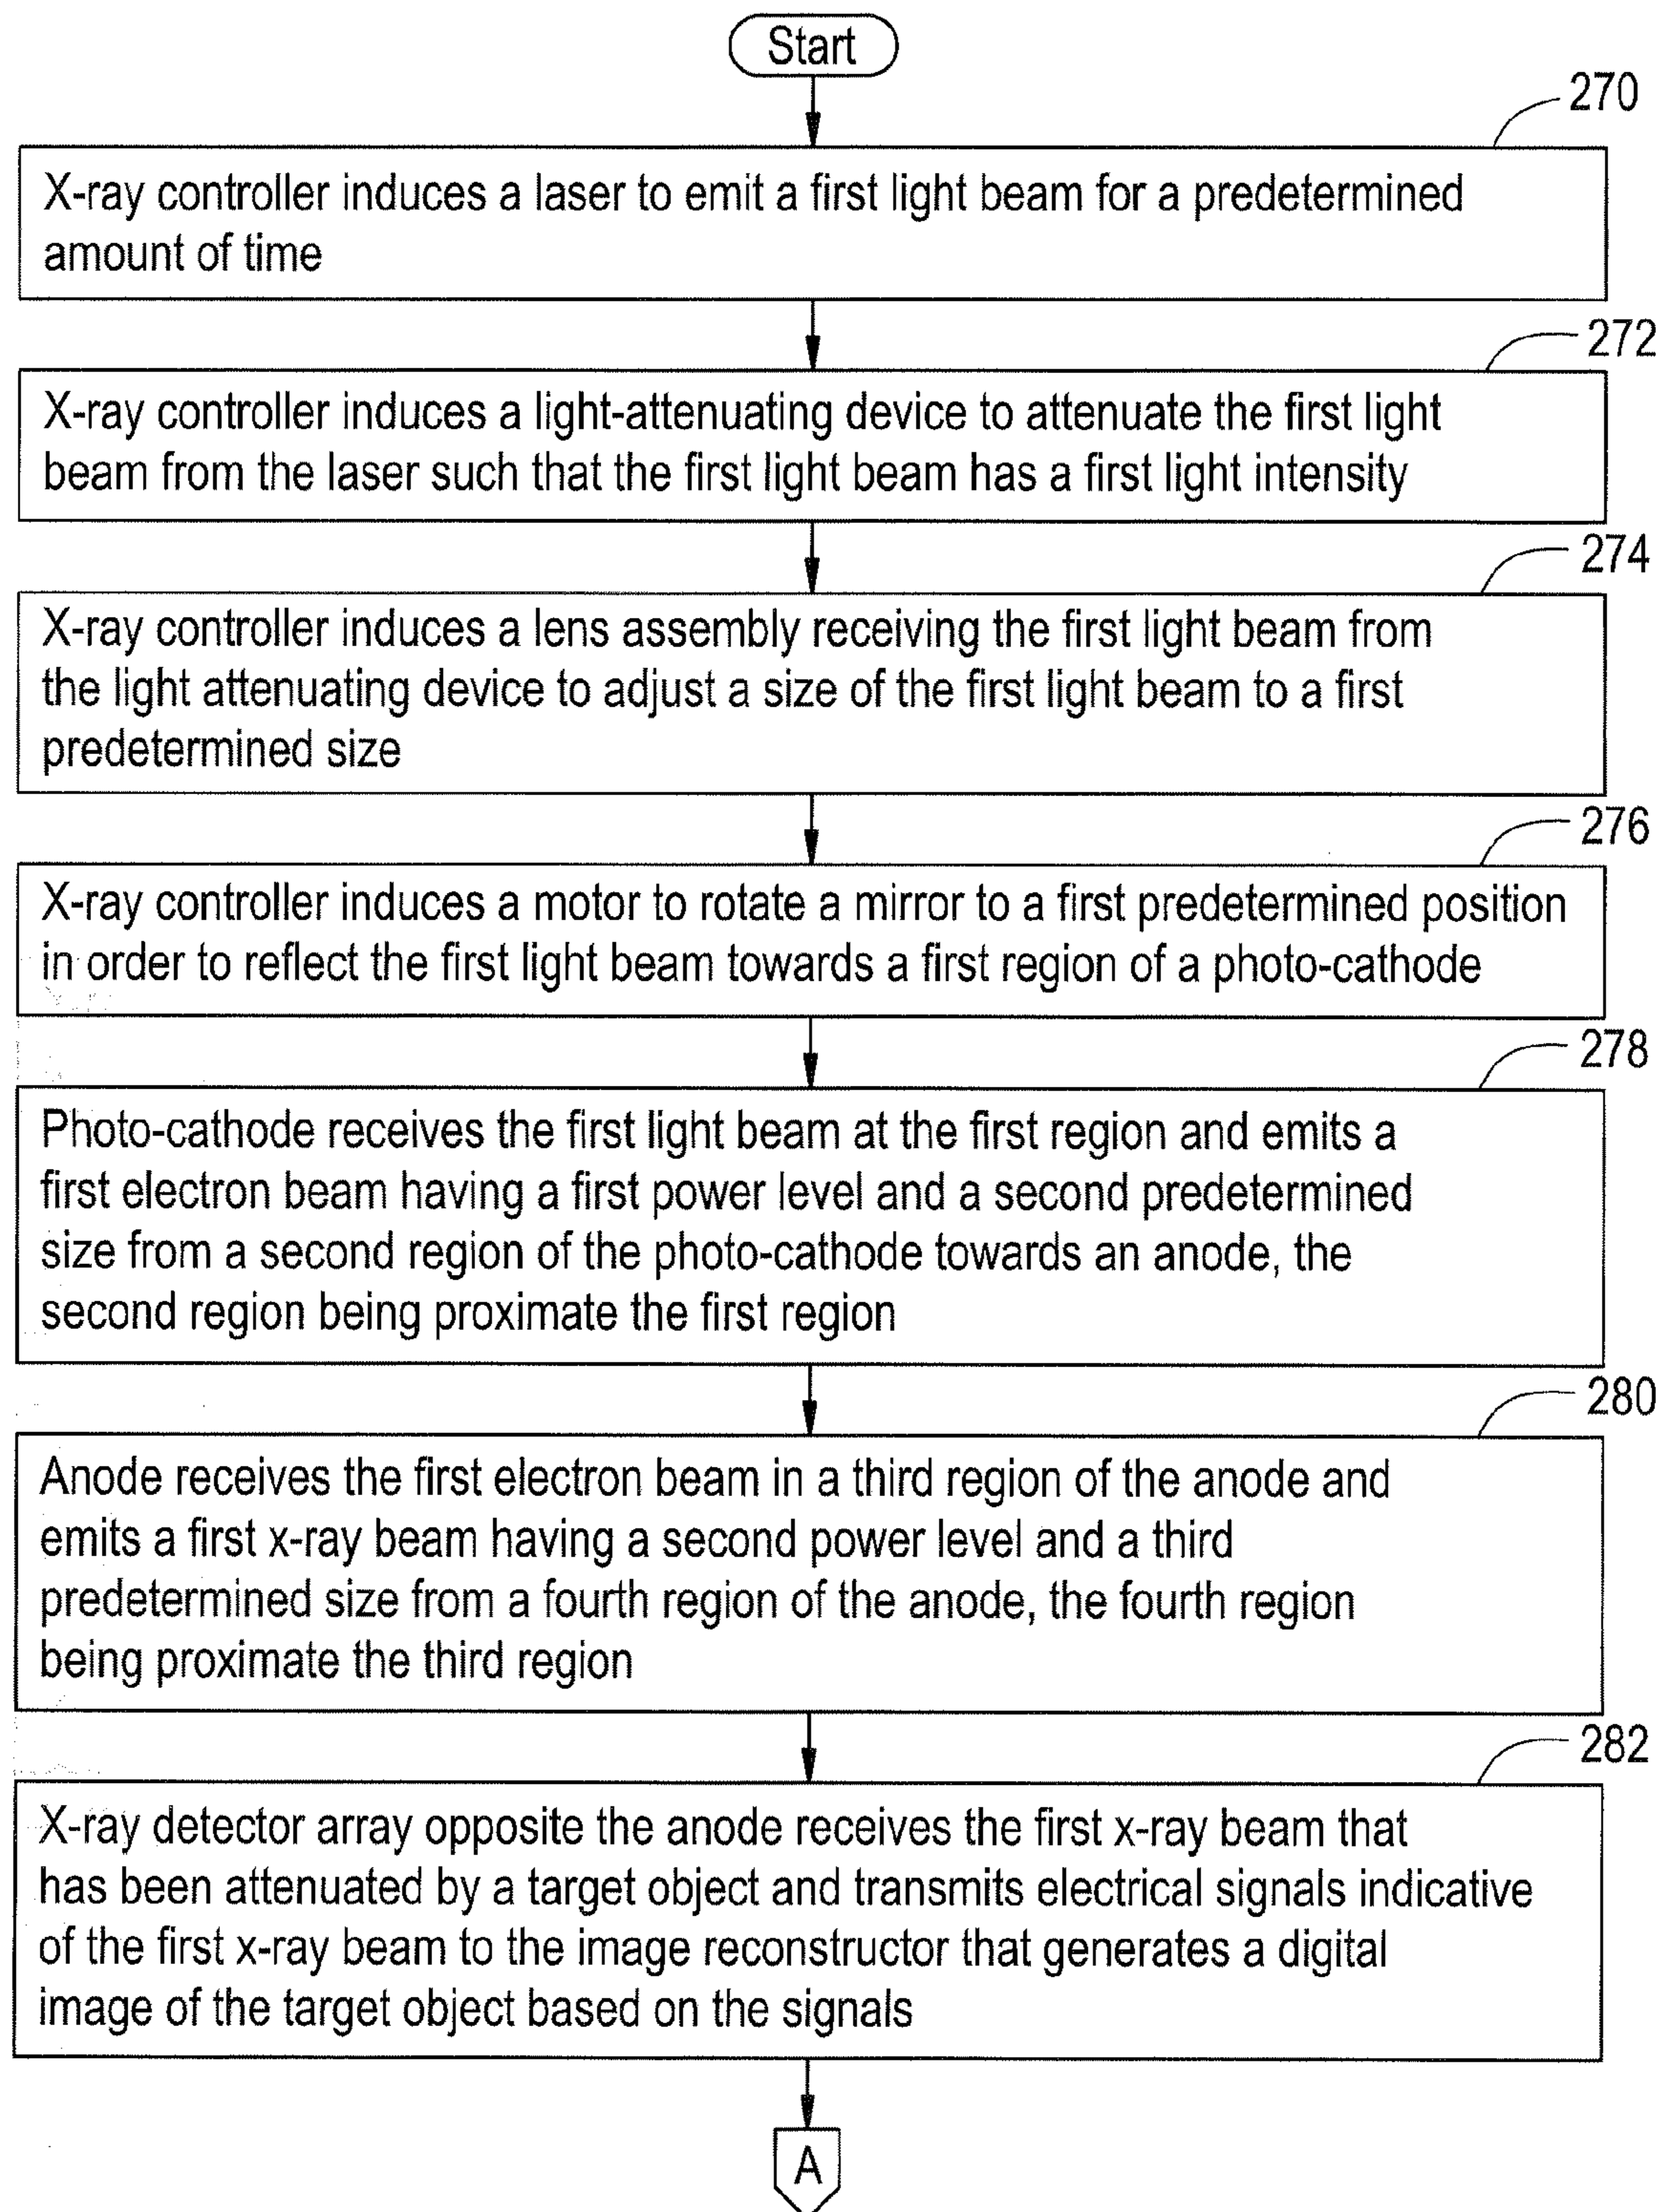 Start
270
X-ray controller induces a laser to emit a first light beam for a predetermined
amount of time
272
X-ray controller induces a light-attenuating device to attenuate the first light
beam from the laser such that the first light beam has a first light intensity
274
X-ray controller induces a lens assembly receiving the first light beam from
the light attenuating device to adjust a size of the first light beam to a first
predetermined size
276
X-ray controller induces a motor to rotate a mirror to a first predetermined position
in order to reflect the first light beam towards a first region of a photo-cathode
278
Photo-cathode receives the first light beam at the first region and emits a
first electron beam having a first power level and a second predetermined
size from a second region of the photo-cathode towards an anode, the
second region being proximate the first region
280
Anode receives the first electron beam in a third region of the anode and
emits a first x-ray beam having a second power level and a third
predetermined size from a fourth region of the anode, the fourth region
being proximate the third region
282
X-ray detector array opposite the anode receives the first x-ray beam that
has been attenuated by a target object and transmits electrical signals indicative
of the first x-ray beam to the image reconstructor that generates a digital
image of the target object based on the signals
A